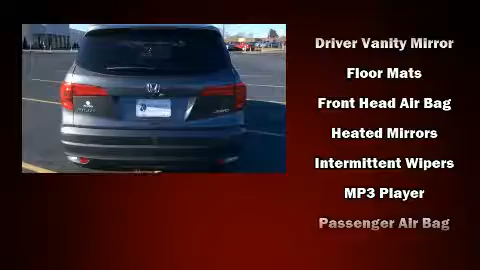 Driver Vanity Mirror
Floor Mats
Front Head Air Bag
Heated Mirrors
Intermittent Wipers
MP3 Player
Passenger Air Bag